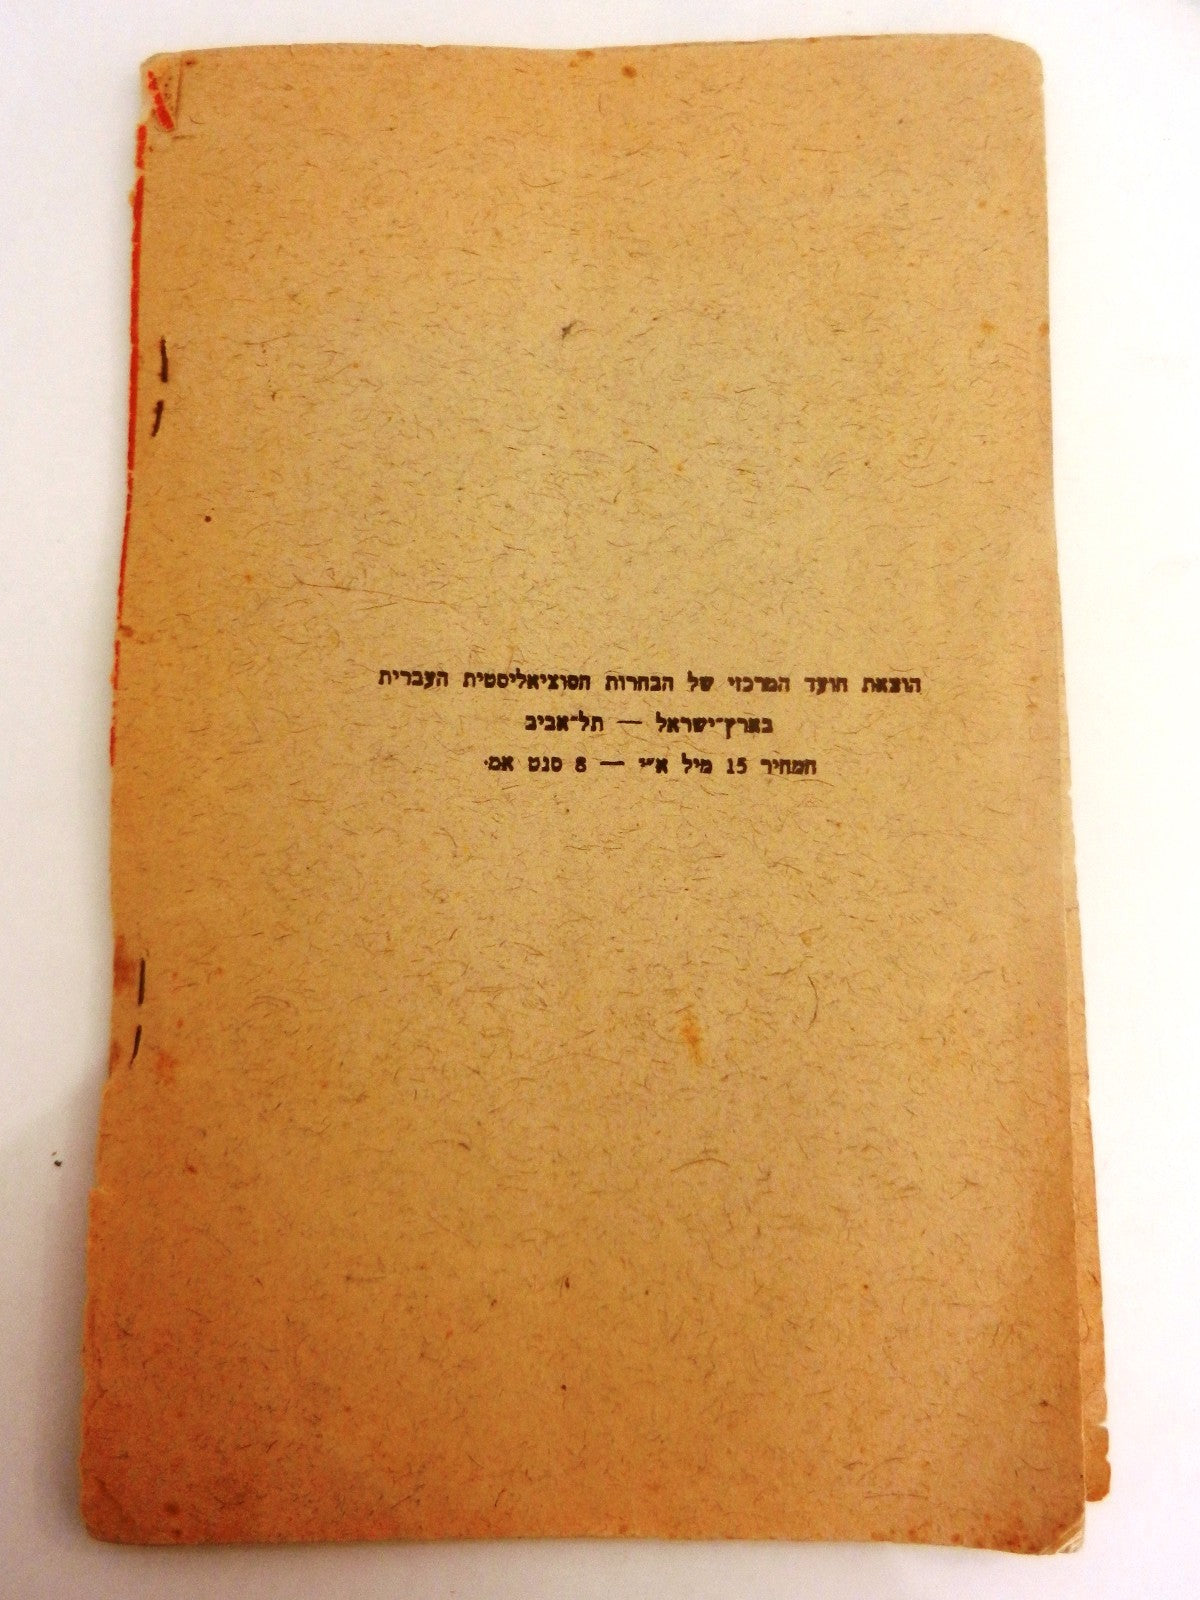 הוצאת הועד המרכזי של הבחרות הסוציאליסטית העברית
בארץ־ישראל — תל־אביב
המחיר 15 מיל א״י — 8 סנט אמ׳